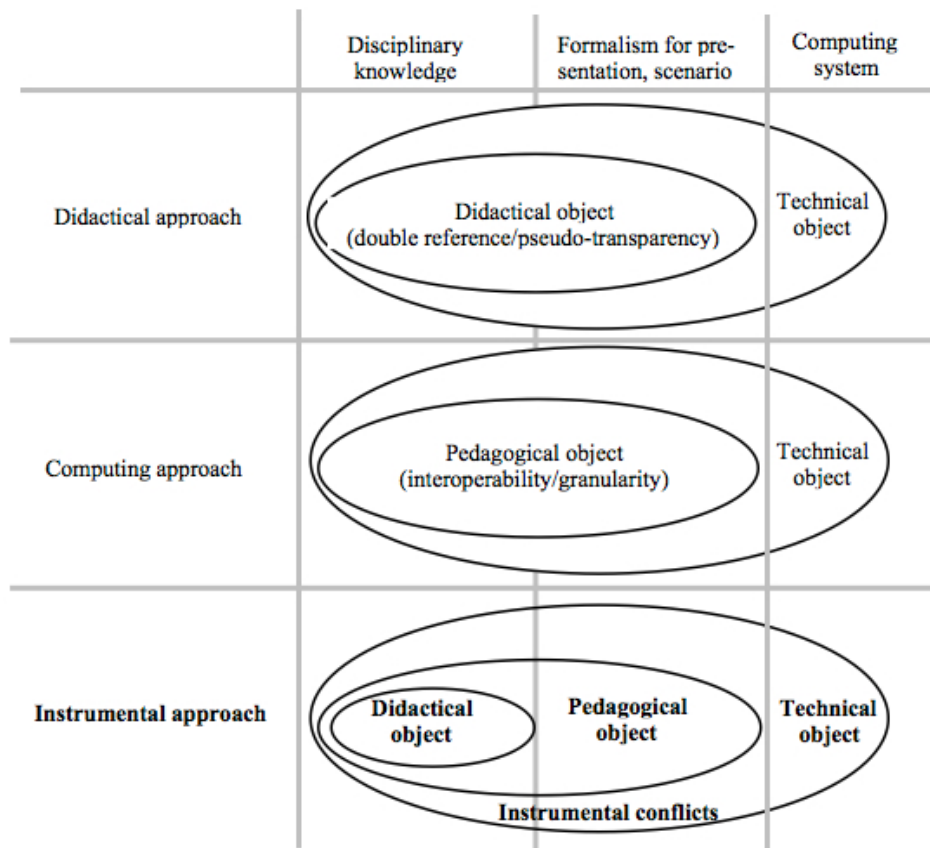 Disciplinary
knowledge
Formalism for pre-
sentation, scenario
Computing
system
Didactical approach
Didactical object
(double reference/pseudo-transparency)
Technical
object
Computing approach
Pedagogical object
(interoperability/granularity)
Technical
object
Instrumental approach
Didactical
object
Pedagogical
object
Technical
object
Instrumental conflicts